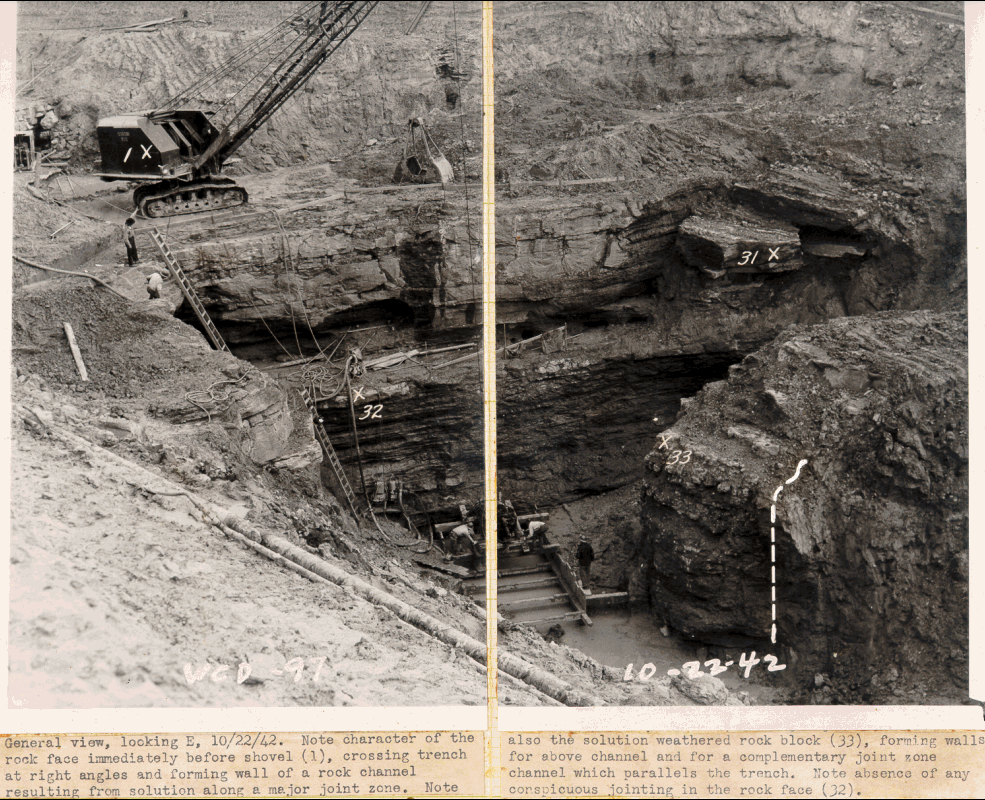 1 X
31 X
X
32
X
33
WCD-97
10-22-42
General view, looking E, 10/22/42. Note character of the
rock face immediately before shovel (1), crossing trench
at right angles and forming wall of a rock channel
resulting from solution along a major joint zone. Note
also the solution weathered rock block (33), forming walls
for above channel and for a complementary joint zone
channel which parallels the trench. Note absence of any
conspicuous jointing in the rock face (32).